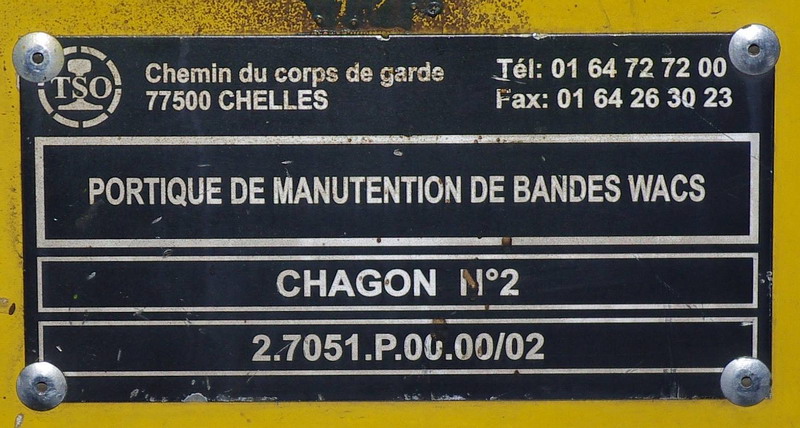 TSO
Chemin du corps de garde
77500 CHELLES
Tél: 01 64 72 72 00
Fax: 01 64 26 30 23
PORTIQUE DE MANUTENTION DE BANDES WACS
CHAGON N°2
2.7051.P.00.00/02